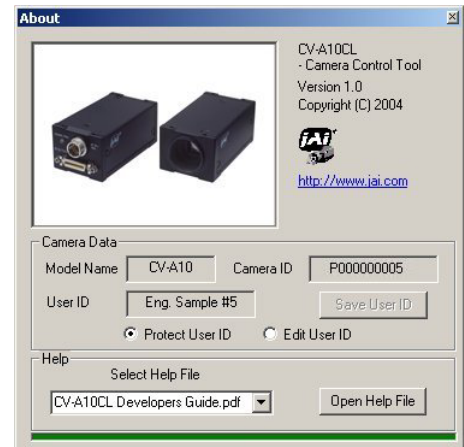 About
CV-A10CL
- Camera Control Tool
Version 1.0
Copyright (C) 2004
JAI
http://www.jai.com
Camera Data
Model Name CV-A10 Camera ID P000000005
User ID Eng. Sample #5 Save User ID
Protect User ID Edit User ID
Help
Select Help File
CV-A10CL Developers Guide.pdf Open Help File